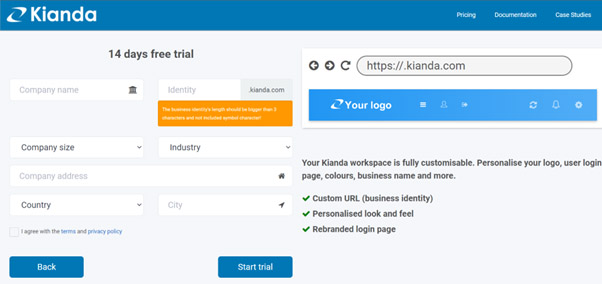 Kianda
Pricing
Documentation
Case Studies
14 days free trial
Company name
Identity
.kianda.com
The business identity's length should be bigger than 3
characters and not included symbol character!
Company size
Industry
Company address
Country
City
I agree with the terms and privacy policy
Back
Start trial
https://.kianda.com
Your logo
Your Kianda workspace is fully customisable. Personalise your logo, user login
page, colours, business name and more.
Custom URL (business identity)
Personalised look and feel
Rebranded login page